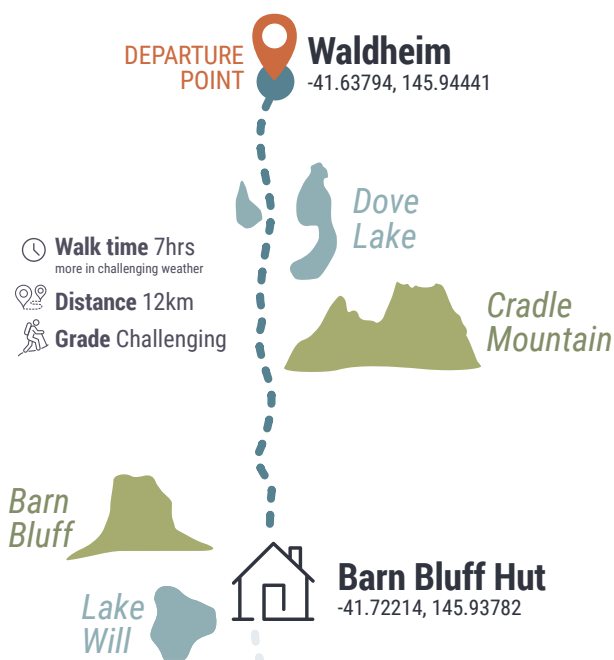 DEPARTURE
POINT
Waldheim
-41.63794, 145.94441
Dove
Lake
Walk time 7hrs
more in challenging weather
Distance 12km
Grade Challenging
Cradle
Mountain
Barn
Bluff
Barn Bluff Hut
-41.72214, 145.93782
Lake
Will